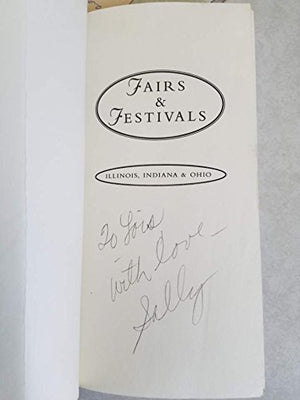 FAIRS
&
FESTIVALS
ILLINOIS, INDIANA & OHIO
To Lois
with love –
Sally